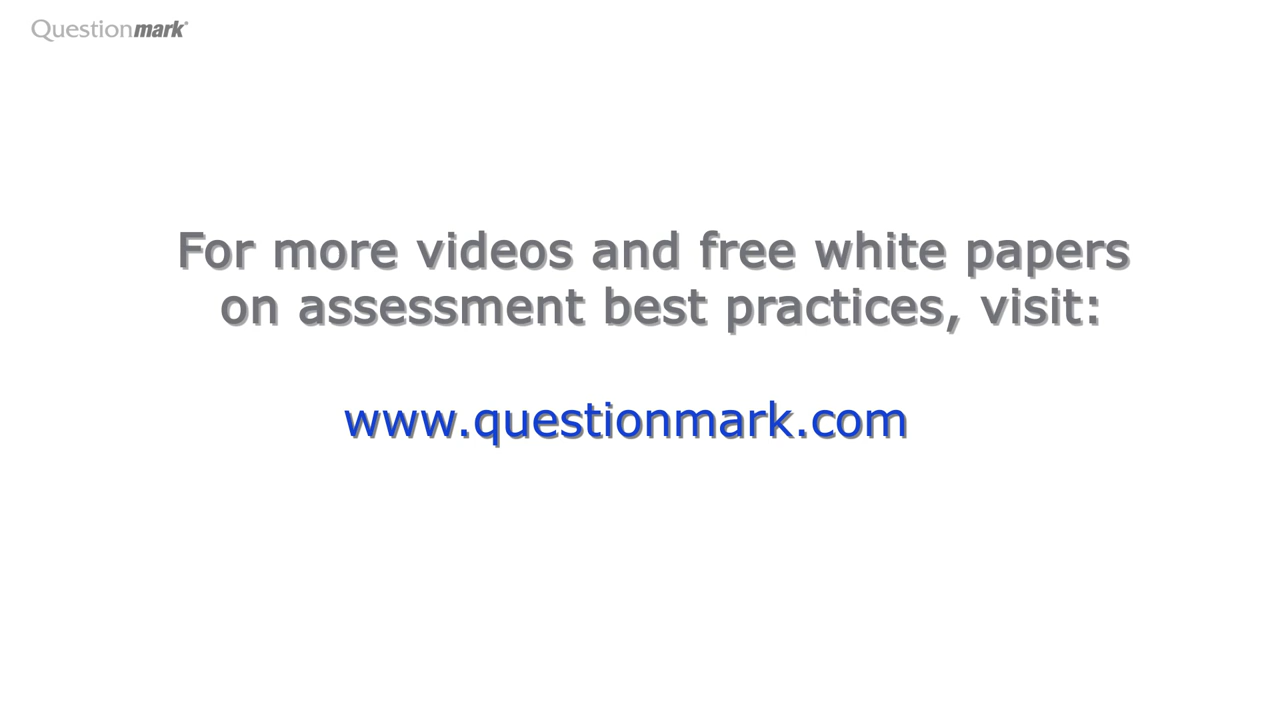 Questionmark®
For more videos and free white papers
on assessment best practices, visit:
www.questionmark.com